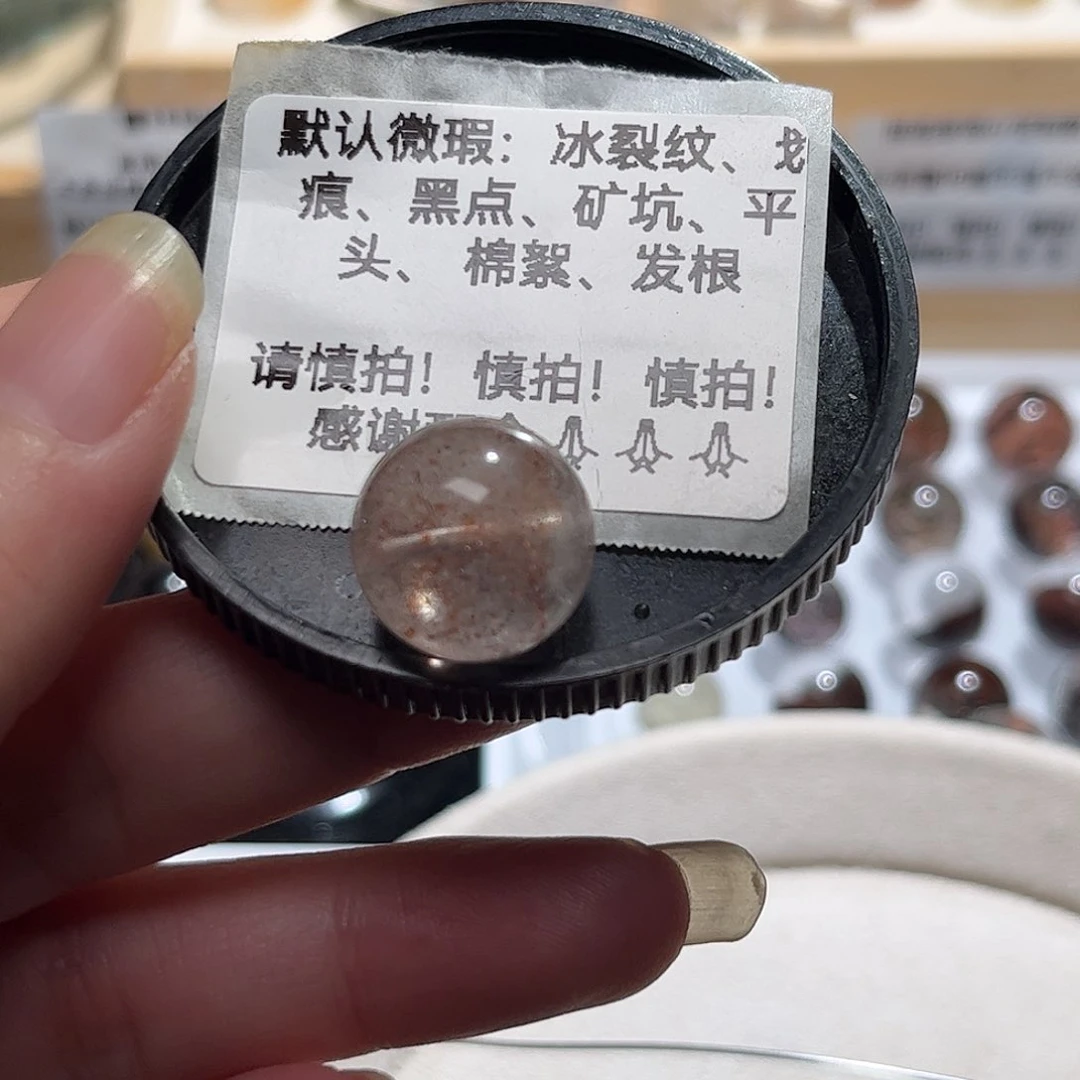 默认微瑕：冰裂纹、
痕、黑点、矿坑、平
头、棉絮、发根
请慎拍！慎拍！慎拍！
感谢